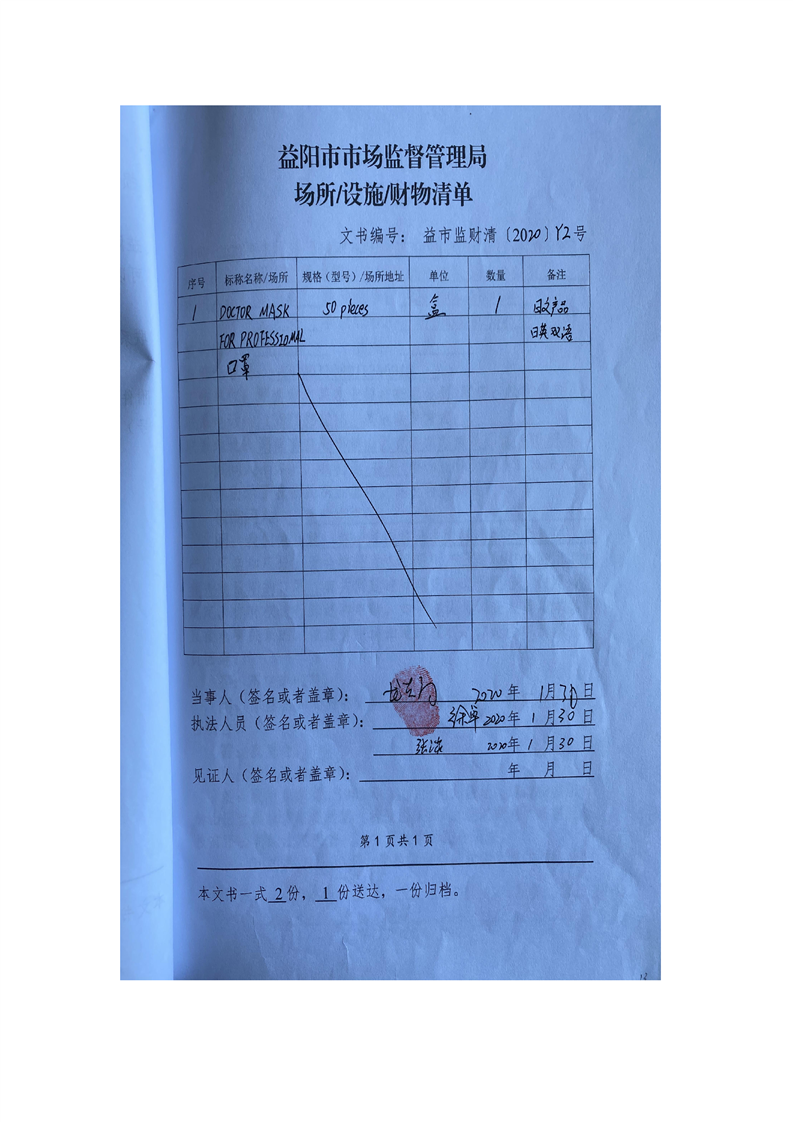 益阳市市场监督管理局
场所/设施/财物清单
文书编号： 益市监财清〔2020〕Y2号
序号 标称名称/场所 规格（型号）/场所地址 单位 数量 备注
1 DOCTOR MASK 50 pieces 盒 1 日文产品
FOR PROFESSIONAL 日英双语
口罩
当事人（签名或者盖章）： 2020年 1月30日
执法人员（签名或者盖章）： 2020年 1月30日
2020年 1月30日
见证人（签名或者盖章）： 年 月 日
第1页共1页
本文书一式 2 份， 1 份送达，一份归档。
13